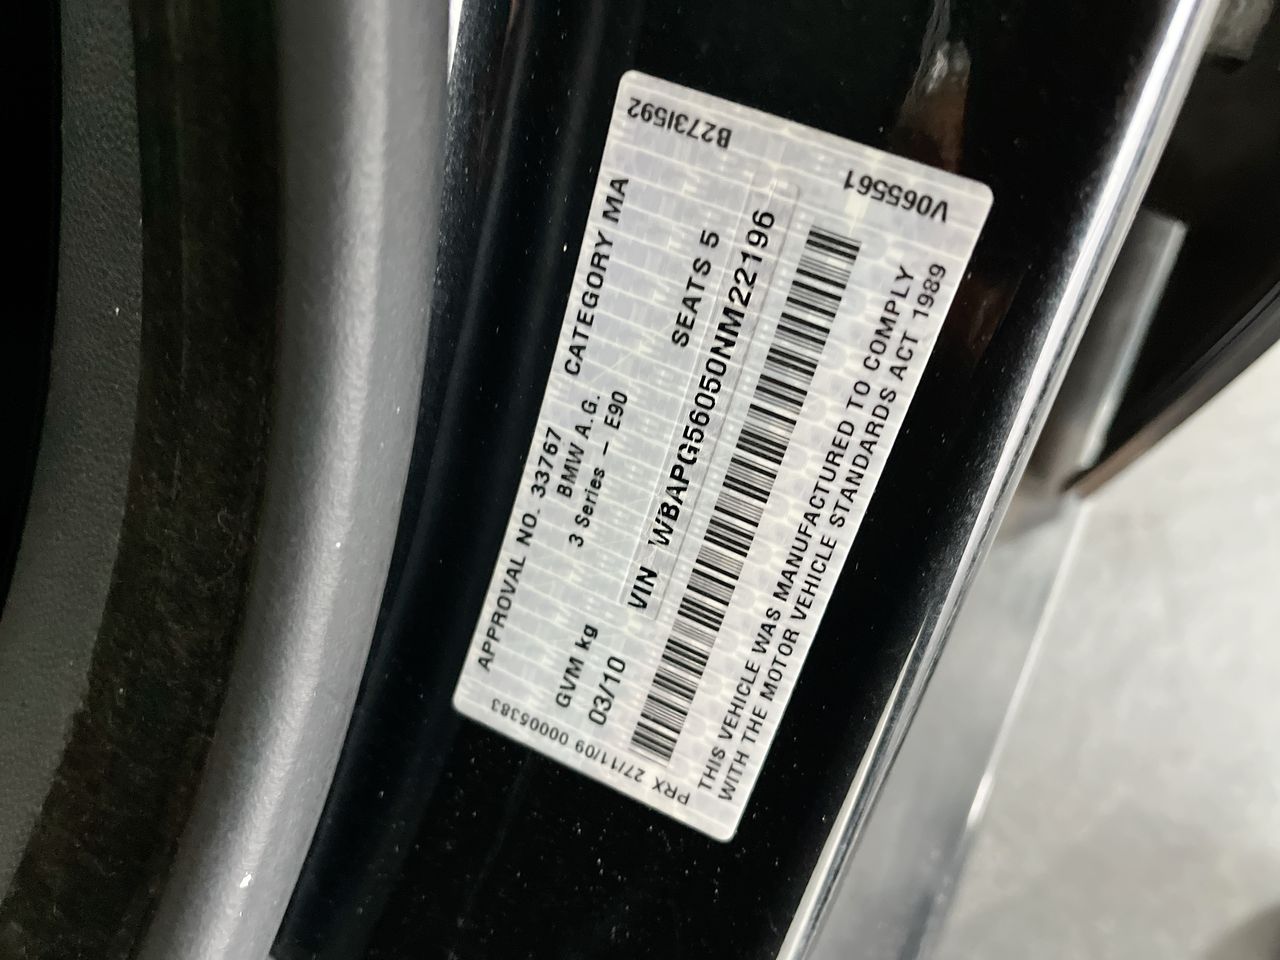 APPROVAL NO. 33767 CATEGORY MA
BMW A.G.
3 Series – E90
GVM kg SEATS 5
03/10 VIN WBAPG56050NM22196
THIS VEHICLE WAS MANUFACTURED TO COMPLY
WITH THE MOTOR VEHICLE STANDARDS ACT 1989
PRX 27/11/09 00005383
B273I592
V065561